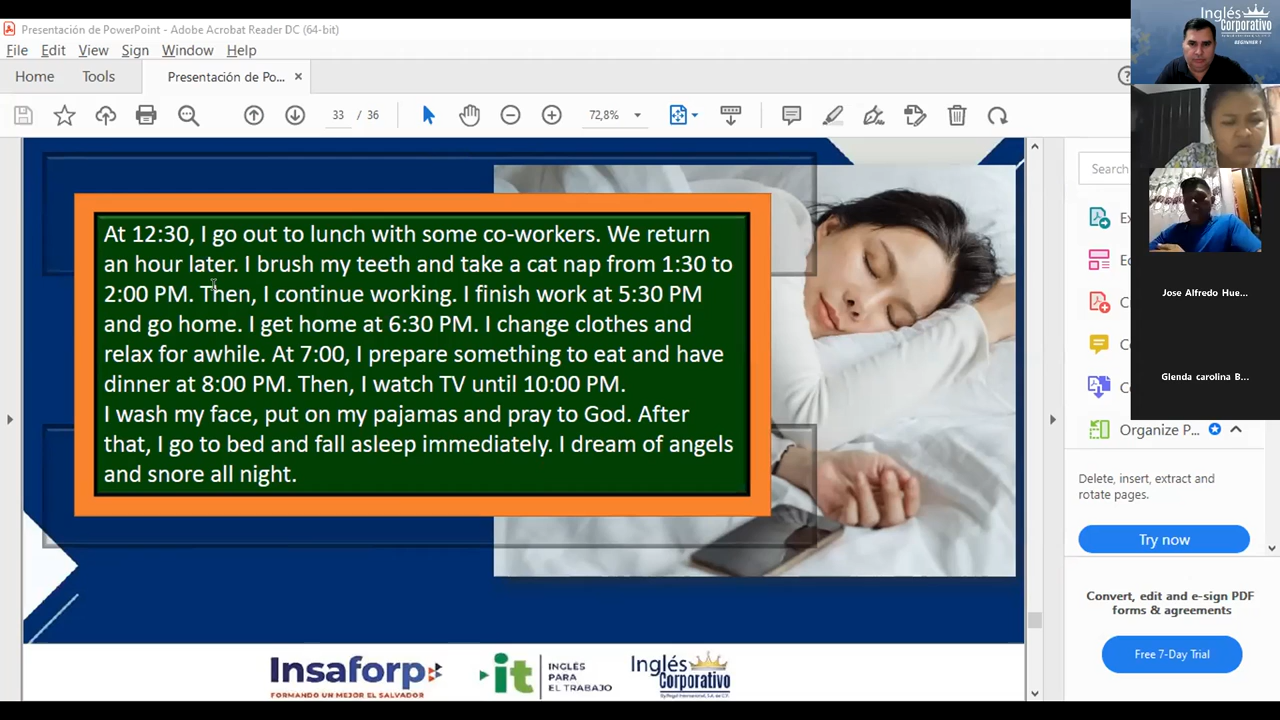 Presentación de PowerPoint - Adobe Acrobat Reader DC (64-bit)
File Edit View Sign Window Help
Home Tools Presentación de Po... ×
33 / 36 72,8%
At 12:30, I go out to lunch with some co-workers. We return
an hour later. I brush my teeth and take a cat nap from 1:30 to
2:00 PM. Then, I continue working. I finish work at 5:30 PM
and go home. I get home at 6:30 PM. I change clothes and
relax for awhile. At 7:00, I prepare something to eat and have
dinner at 8:00 PM. Then, I watch TV until 10:00 PM.
I wash my face, put on my pajamas and pray to God. After
that, I go to bed and fall asleep immediately. I dream of angels
and snore all night.
Insaforp
FORMANDO UN MEJOR EL SALVADOR
it
INGLÉS
PARA
EL TRABAJO
Inglés
Corporativo
Inglés
Corporativo
BEGINNER 1
Jose Alfredo Hue...
Glenda carolina B...
Search
Organize P...
Delete, insert, extract and
rotate pages.
Try now
Convert, edit and e-sign PDF
forms & agreements
Free 7-Day Trial